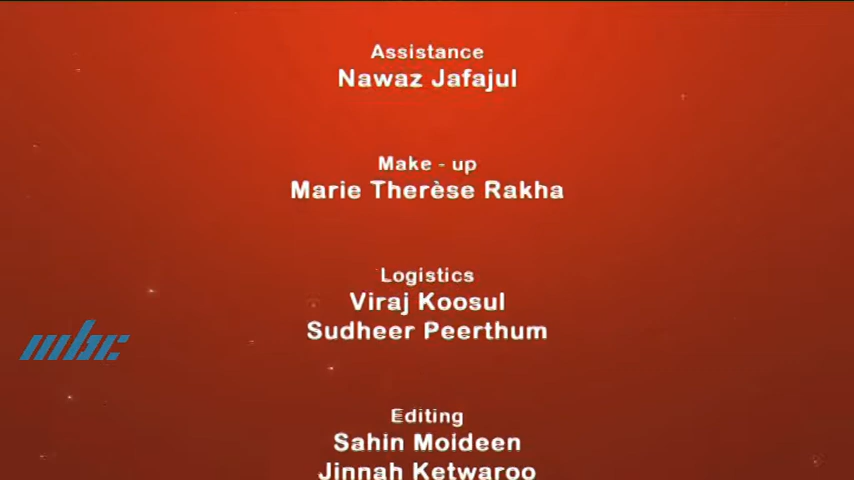 Assistance
Nawaz Jafajul
Make - up
Marie Therèse Rakha
Logistics
Viraj Koosul
Sudheer Peerthum
mbc
Editing
Sahin Moideen
Jinnah Ketwaroo